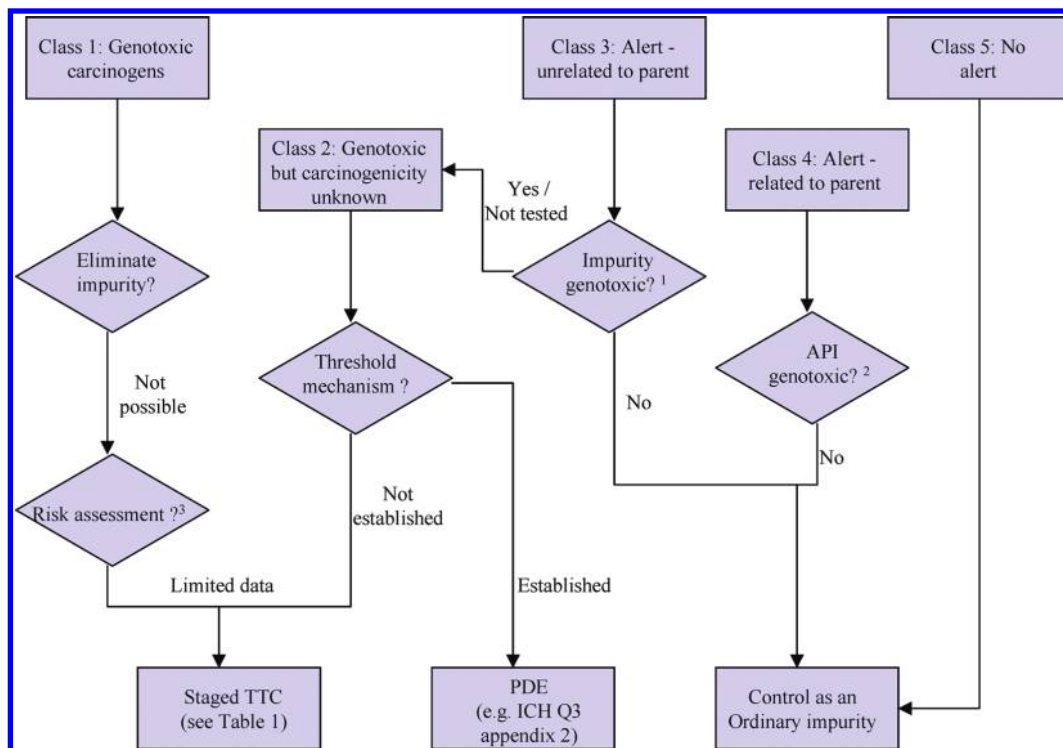 Class 1: Genotoxic
carcinogens
Class 3: Alert -
unrelated to parent
Class 5: No
alert
Class 2: Genotoxic
but carcinogenicity
unknown
Yes /
Not tested
Class 4: Alert -
related to parent
Eliminate
impurity?
Impurity
genotoxic? 1
Threshold
mechanism ?
API
genotoxic? 2
Not
possible
No
No
Risk assessment ?3
Not
established
Limited data
Established
Staged TTC
(see Table 1)
PDE
(e.g. ICH Q3
appendix 2)
Control as an
Ordinary impurity